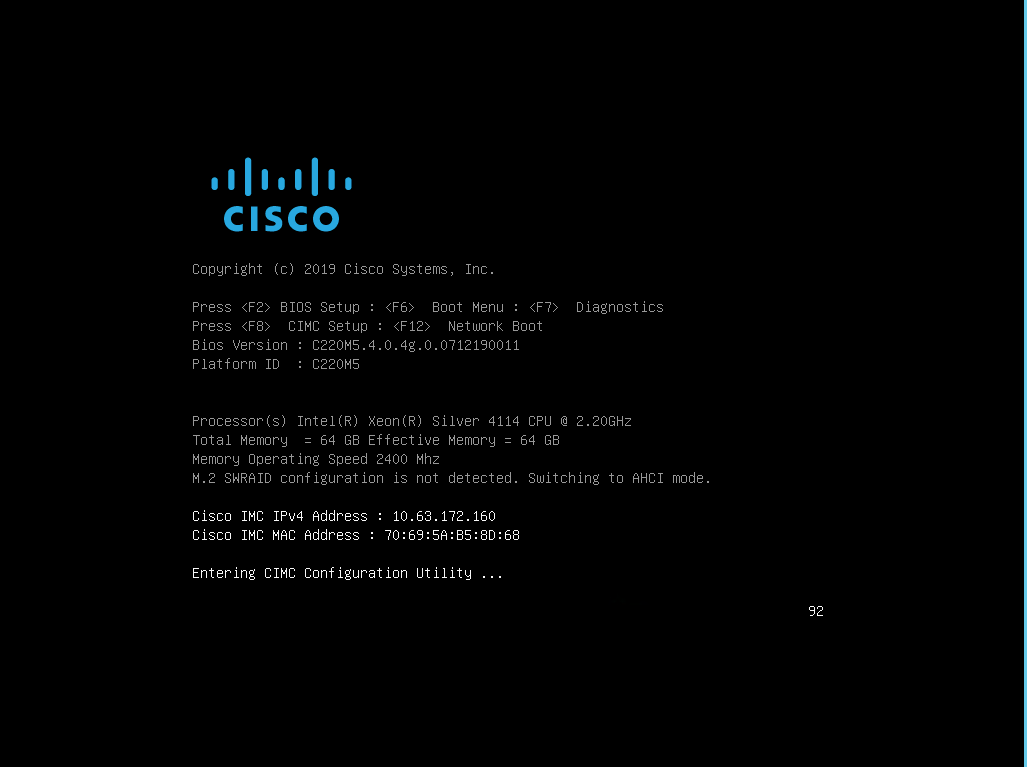 CISCO
Copyright (c) 2019 Cisco Systems, Inc.
Press <F2> BIOS Setup : <F6>  Boot Menu : <F7>  Diagnostics
Press <F8>  CIMC Setup : <F12>  Network Boot
Bios Version : C220M5.4.0.4g.0.0712190011
Platform ID  : C220M5
Processor(s) Intel(R) Xeon(R) Silver 4114 CPU @ 2.20GHz
Total Memory  = 64 GB Effective Memory = 64 GB
Memory Operating Speed 2400 Mhz
M.2 SWRAID configuration is not detected. Switching to AHCI mode.
Cisco IMC IPv4 Address : 10.63.172.160
Cisco IMC MAC Address : 70:69:5A:B5:8D:68
Entering CIMC Configuration Utility ...
92